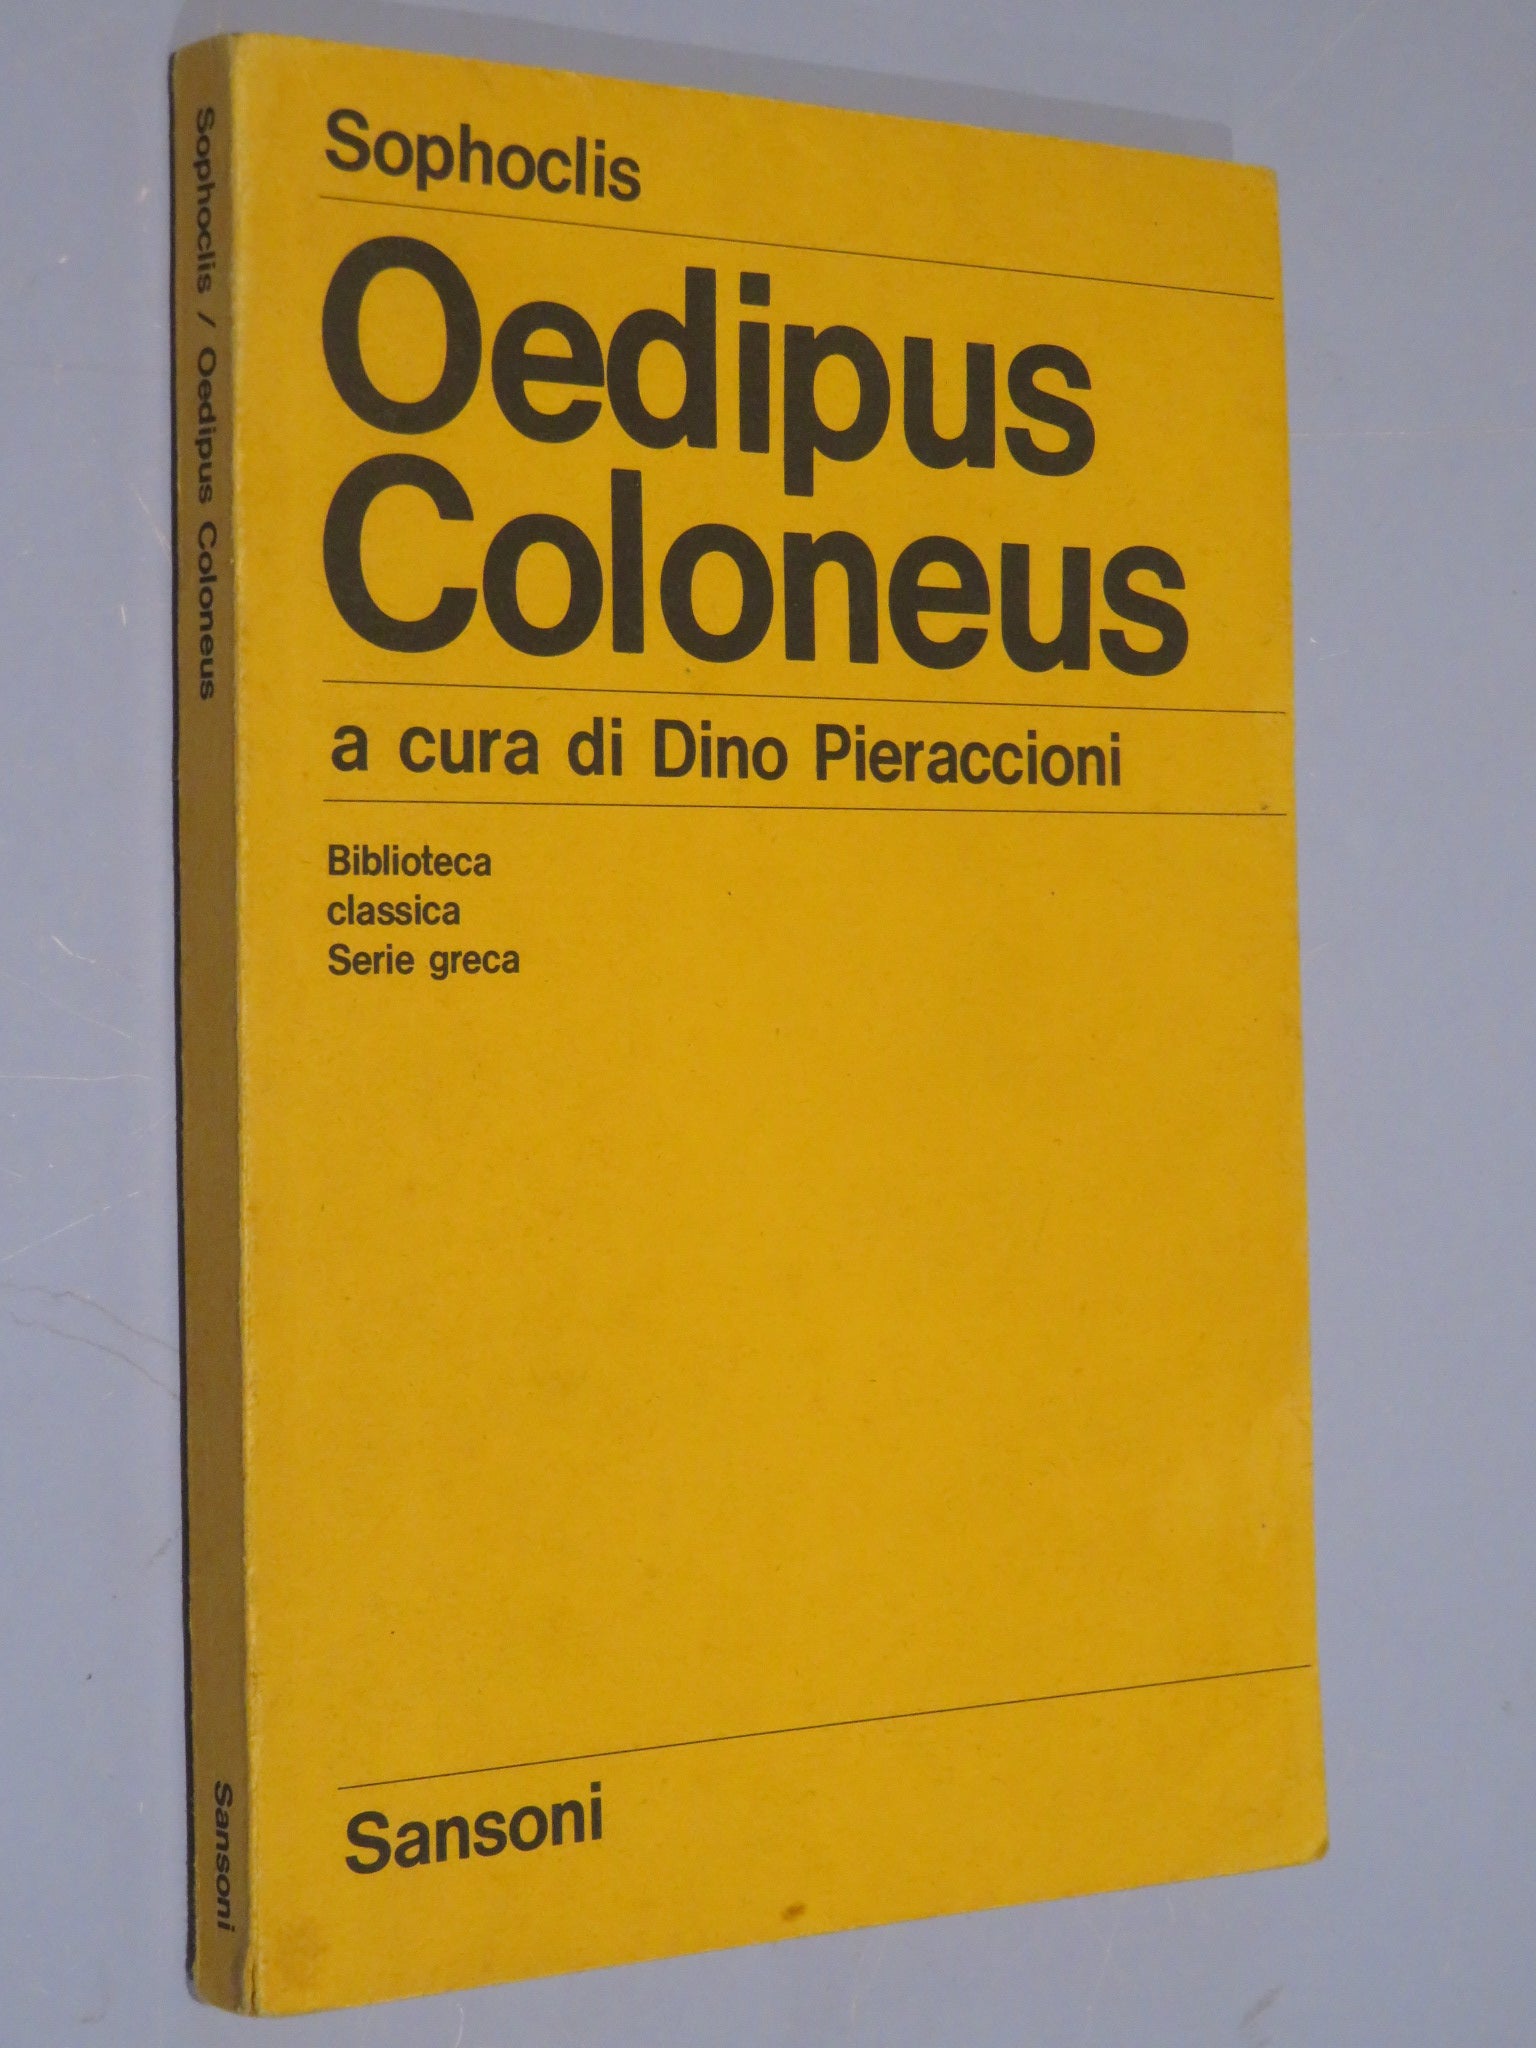 Sophoclis / Oedipus Coloneus
Sansoni
Sophoclis
Oedipus
Coloneus
a cura di Dino Pieraccioni
Biblioteca
classica
Serie greca
Sansoni